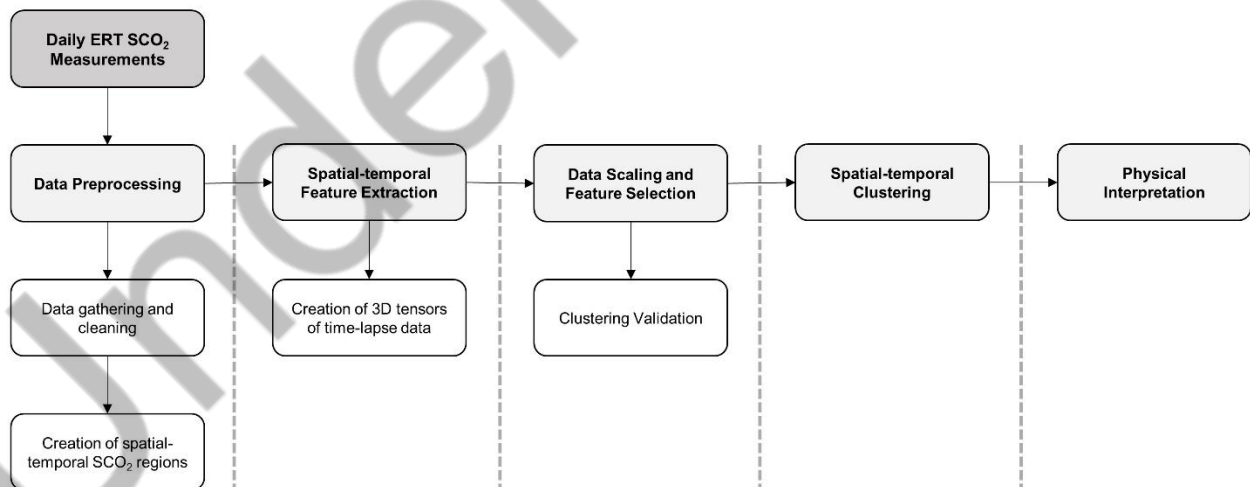 Daily ERT SCO₂
Measurements
Data Preprocessing
Spatial-temporal
Feature Extraction
Data Scaling and
Feature Selection
Spatial-temporal
Clustering
Physical
Interpretation
Data gathering and
cleaning
Creation of 3D tensors
of time-lapse data
Clustering Validation
Creation of spatial-
temporal SCO₂ regions
Under